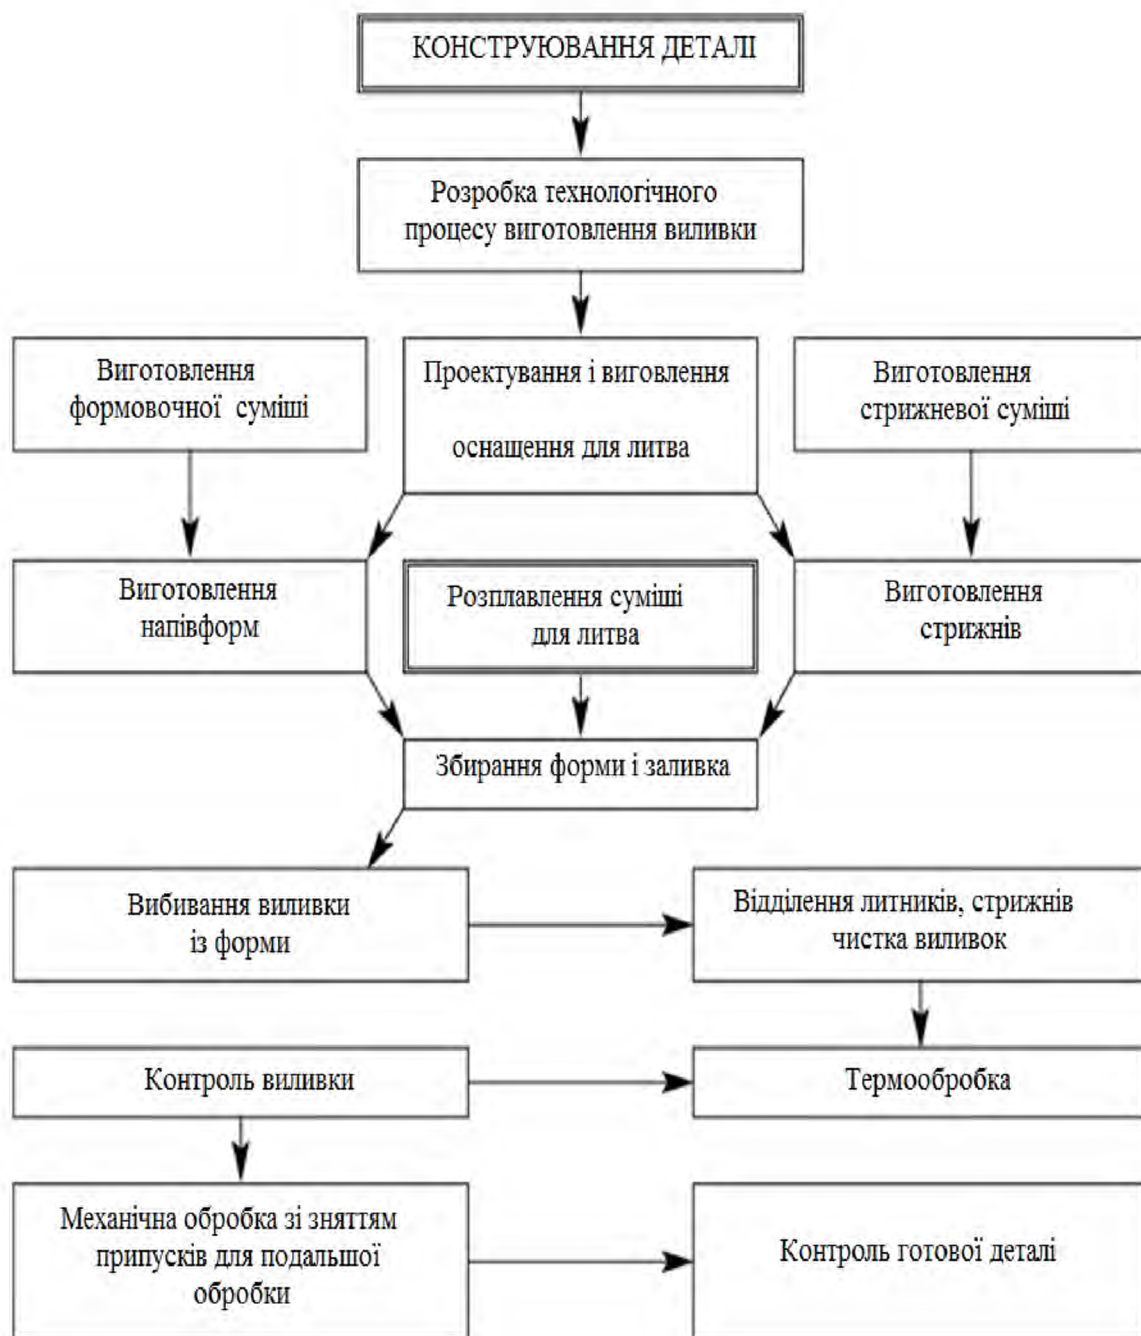 КОНСТРУЮВАННЯ ДЕТАЛІ
Розробка технологічного
процесу виготовлення виливки
Виготовлення
формовочної суміші
Проектування і виговлення
оснащення для литва
Виготовлення
стрижневої суміші
Виготовлення
напівформ
Розплавлення суміші
для литва
Виготовлення
стрижнів
Збирання форми і заливка
Вибивання виливки
із форми
Відділення литників, стрижнів
чистка виливок
Контроль виливки
Термообробка
Механічна обробка зі зняттям
припусків для подальшої
обробки
Контроль готової деталі